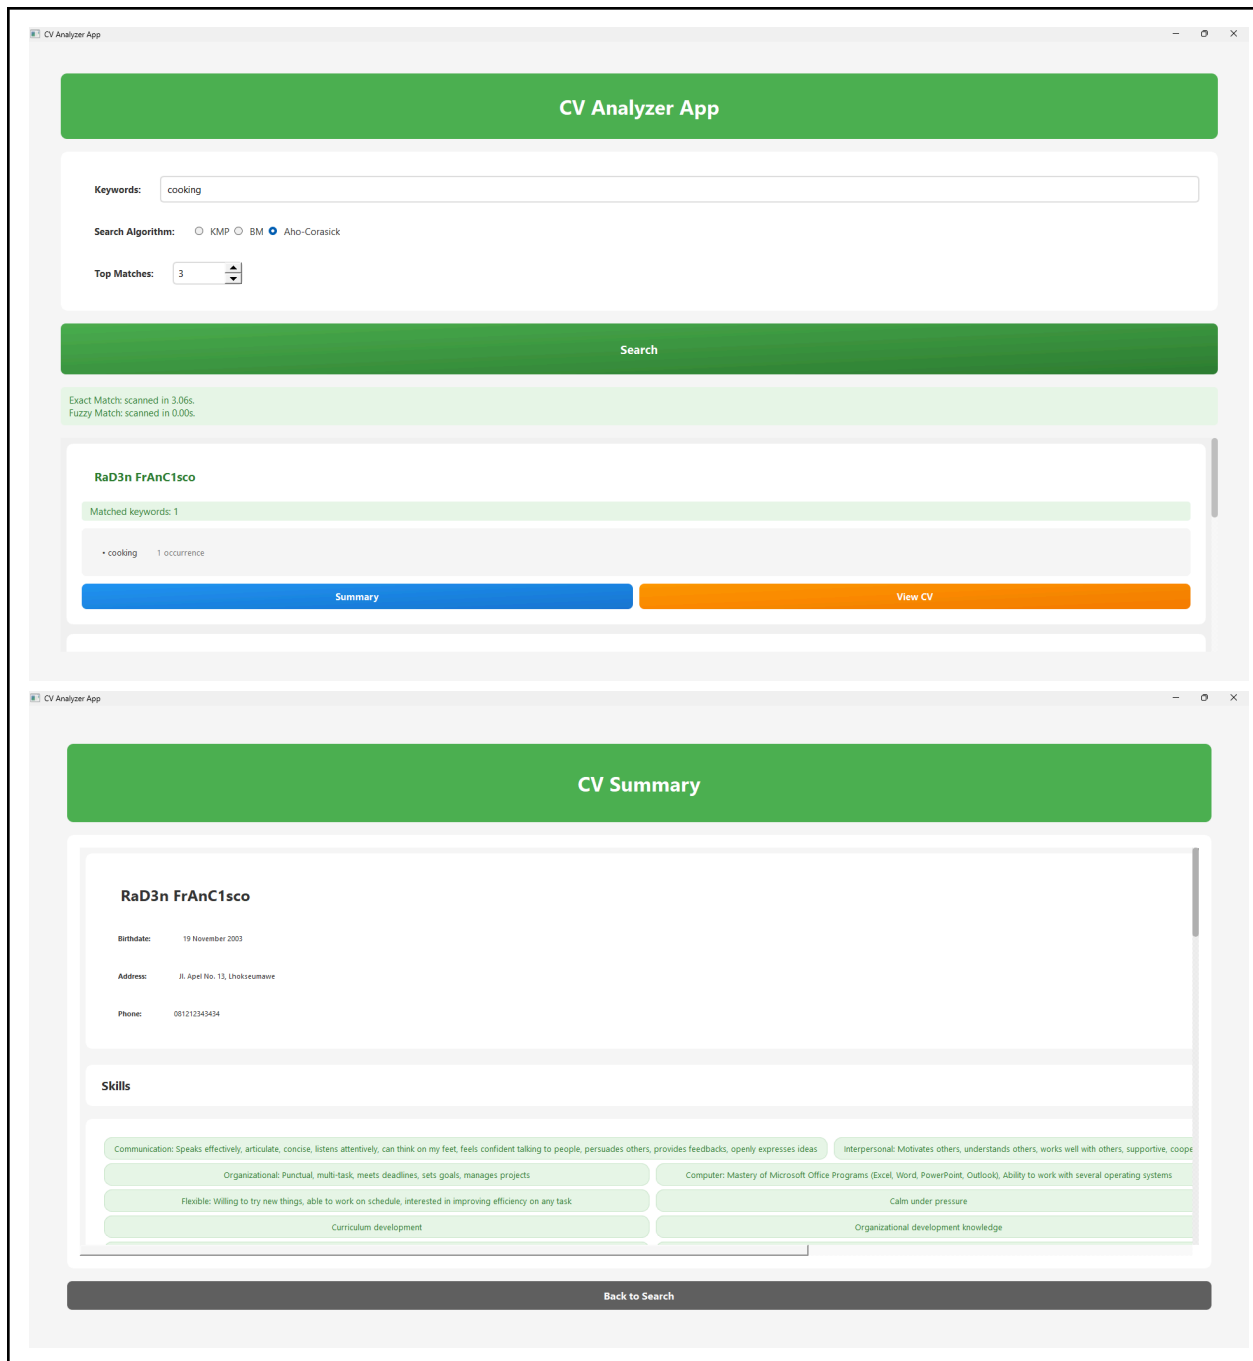 CV Analyzer App
CV Analyzer App
Keywords: cooking
Search Algorithm: KMP BM Aho-Corasick
Top Matches: 3
Search
Exact Match: scanned in 3.06s.
Fuzzy Match: scanned in 0.00s.
RaD3n FrAnC1sco
Matched keywords: 1
• cooking 1 occurrence
Summary View CV
CV Analyzer App
CV Summary
RaD3n FrAnC1sco
Birthdate: 19 November 2003
Address: Jl. Apel No. 13, Lhokseumawe
Phone: 081212343434
Skills
Communication: Speaks effectively, articulate, concise, listens attentively, can think on my feet, feels confident talking to people, persuades others, provides feedbacks, openly expresses ideas Interpersonal: Motivates others, understands others, works well with others, supportive, coope
Organizational: Punctual, multi-task, meets deadlines, sets goals, manages projects Computer: Mastery of Microsoft Office Programs (Excel, Word, PowerPoint, Outlook), Ability to work with several operating systems
Flexible: Willing to try new things, able to work on schedule, interested in improving efficiency on any task Calm under pressure
Curriculum development Organizational development knowledge
Back to Search